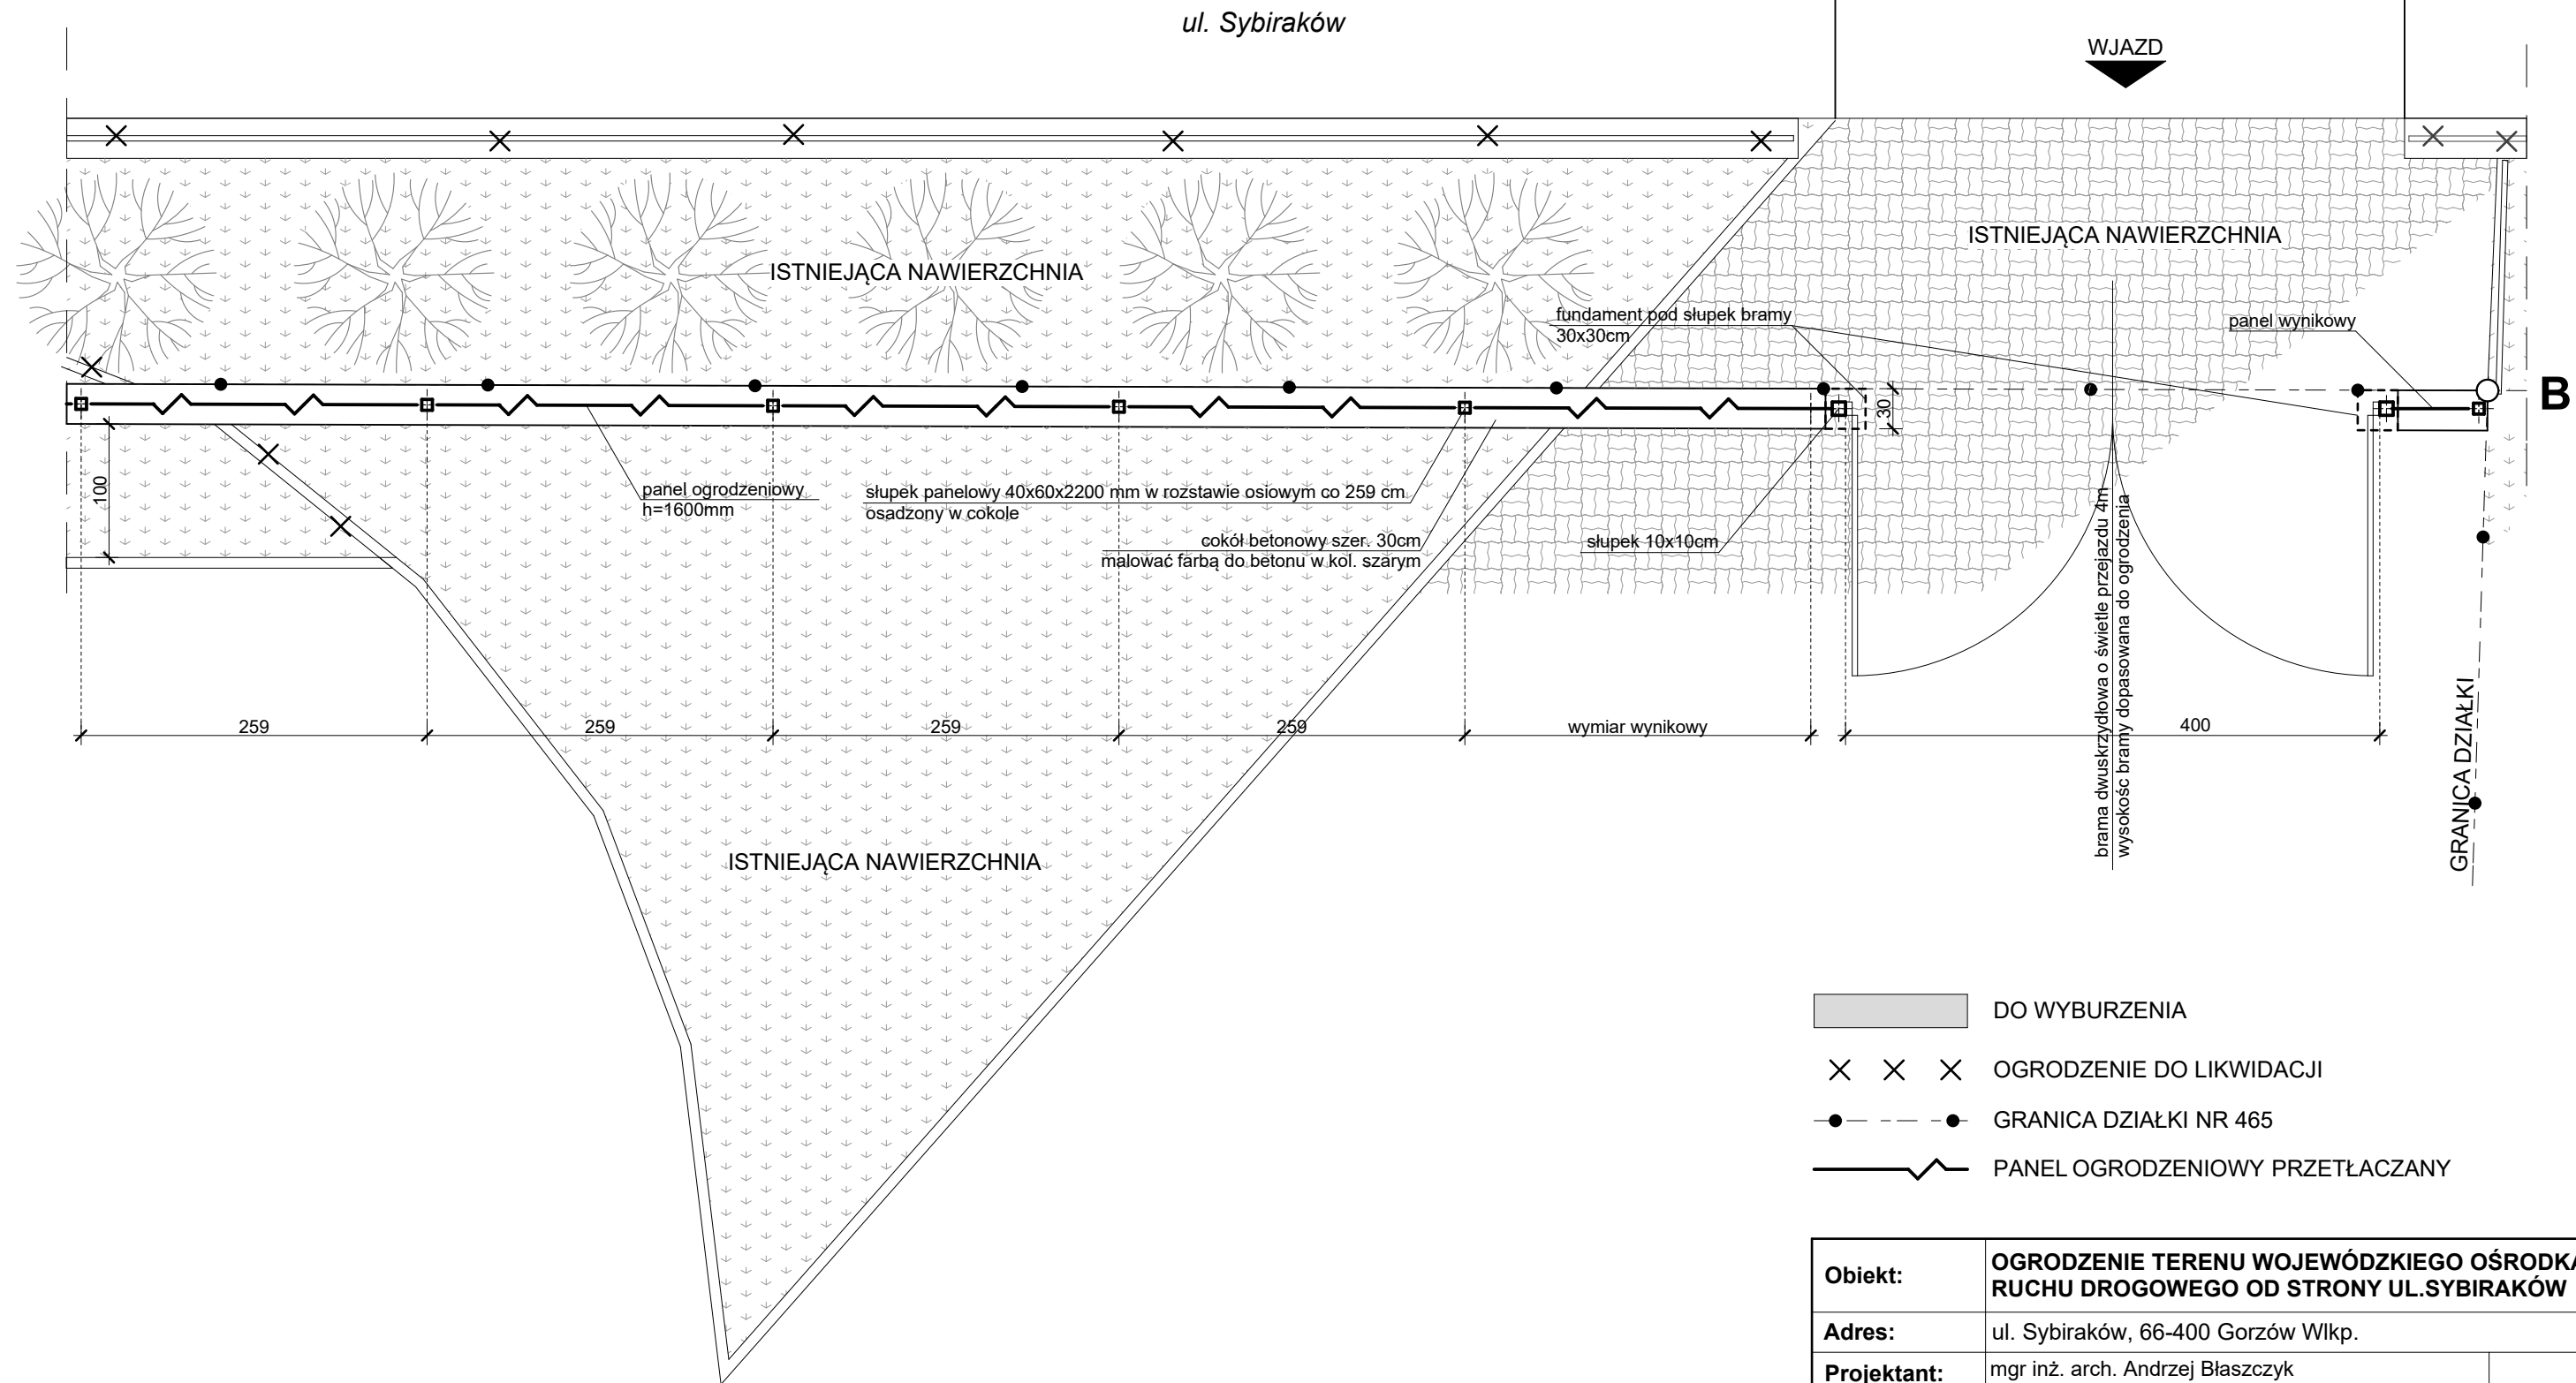 ul. Sybiraków
WJAZD
ISTNIEJĄCA NAWIERZCHNIA
ISTNIEJĄCA NAWIERZCHNIA
fundament pod słupek bramy
30x30cm
panel wynikowy
B
30
100
panel ogrodzeniowy
h=1600mm
słupek panelowy 40x60x2200 mm w rozstawie osiowym co 259 cm
osadzony w cokole
cokół betonowy szer. 30cm
malować farbą do betonu w kol. szarym
słupek 10x10cm
brama dwuskrzydłowa o świetle przejazdu 4m
wysokośc bramy dopasowana do ogrodzenia
259
259
259
259
wymiar wynikowy
400
GRANICA DZIAŁKI
ISTNIEJĄCA NAWIERZCHNIA
DO WYBURZENIA
OGRODZENIE DO LIKWIDACJI
GRANICA DZIAŁKI NR 465
PANEL OGRODZENIOWY PRZETŁACZANY
Obiekt:
OGRODZENIE TERENU WOJEWÓDZKIEGO OŚRODKA
RUCHU DROGOWEGO OD STRONY UL.SYBIRAKÓW
Adres:
ul. Sybiraków, 66-400 Gorzów Wlkp.
Projektant:
mgr inż. arch. Andrzej Błaszczyk